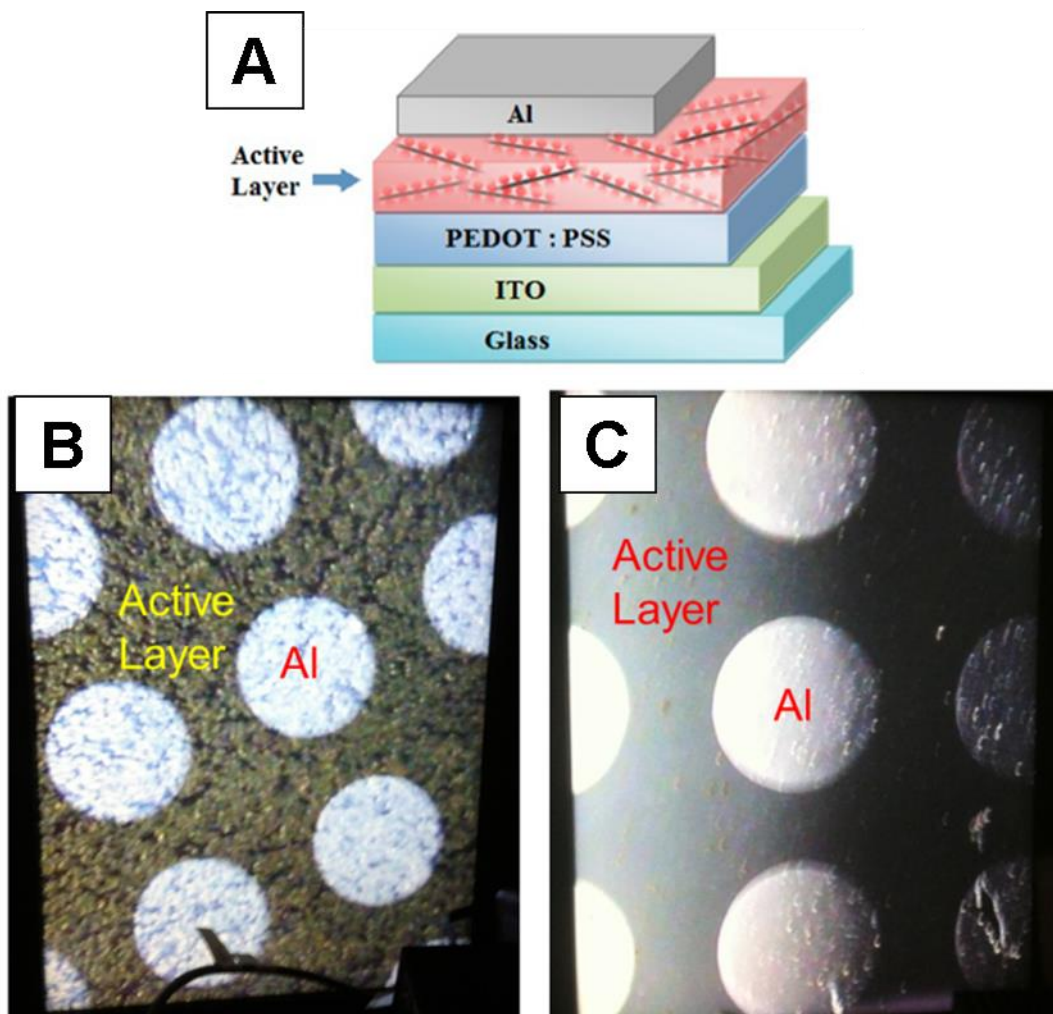 A
Al
Active
Layer
PEDOT : PSS
ITO
Glass
B
Active
Layer
Al
C
Active
Layer
Al